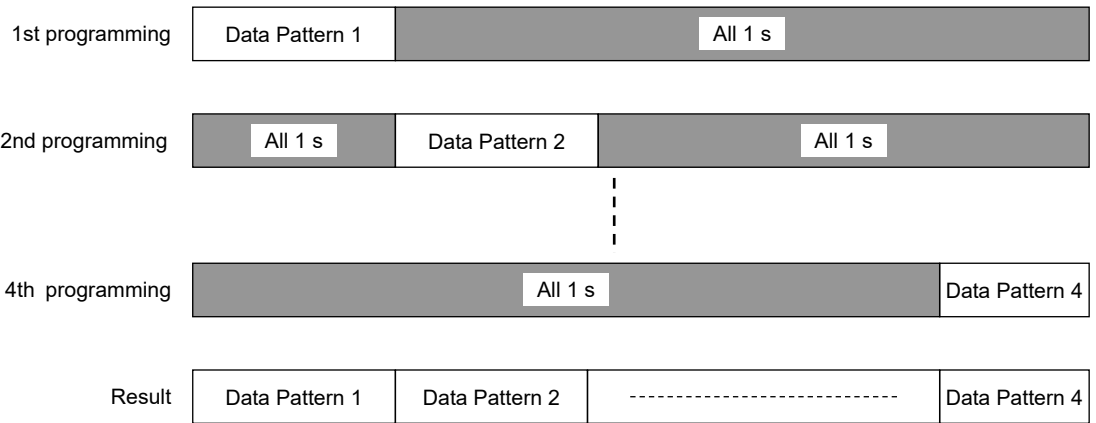 1st programming
Data Pattern 1
All 1 s
2nd programming
All 1 s
Data Pattern 2
All 1 s
4th programming
All 1 s
Data Pattern 4
Result
Data Pattern 1
Data Pattern 2
Data Pattern 4